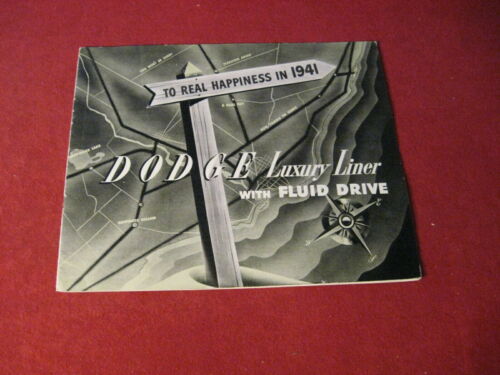 TO REAL HAPPINESS IN 1941
DODGE Luxury Liner
WITH FLUID DRIVE